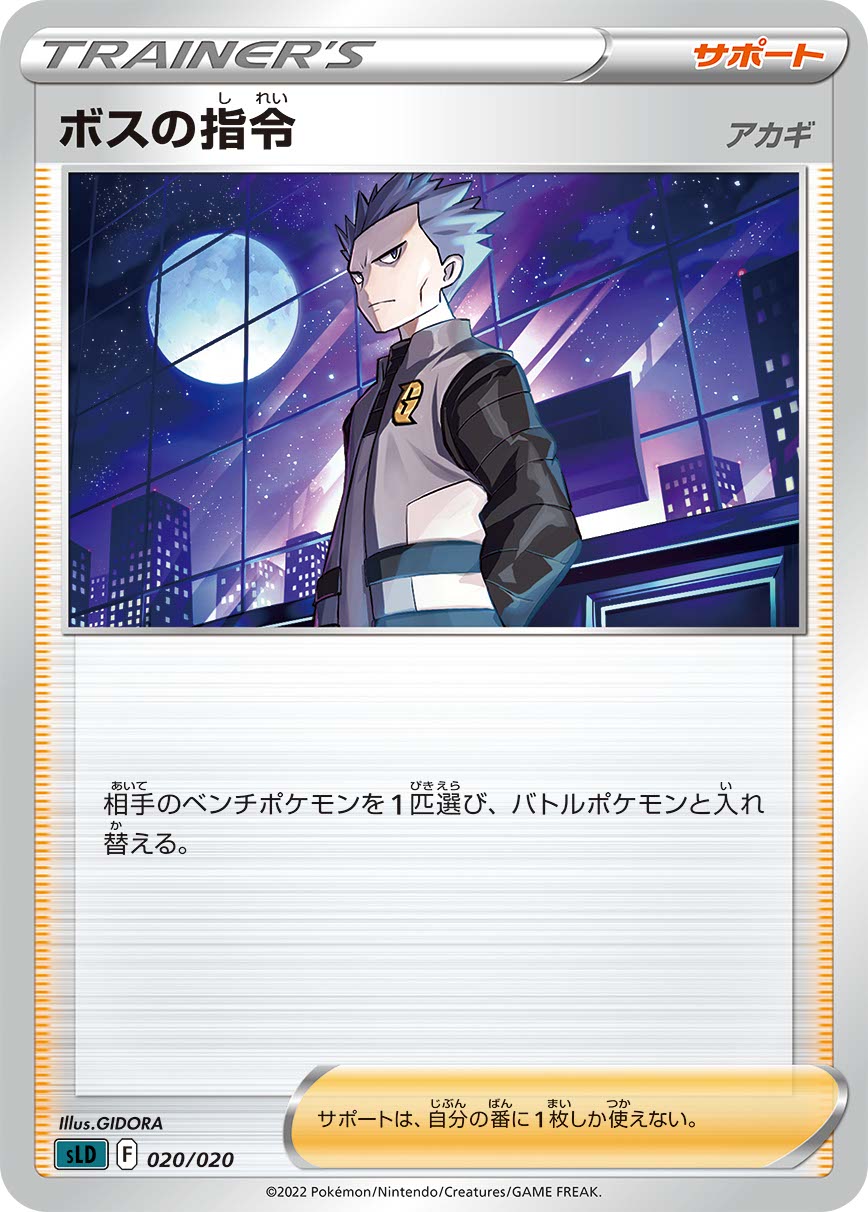 TRAINER'S
サポート
し れい
ボスの指令
アカギ
G
あいて ぴきえら い
相手のベンチポケモンを1匹選び、バトルポケモンと入れ
か
替える。
じぶん ばん まい つか
サポートは、自分の番に1枚しか使えない。
Illus.GIDORA
sLD F 020/020
©2022 Pokémon/Nintendo/Creatures/GAME FREAK.